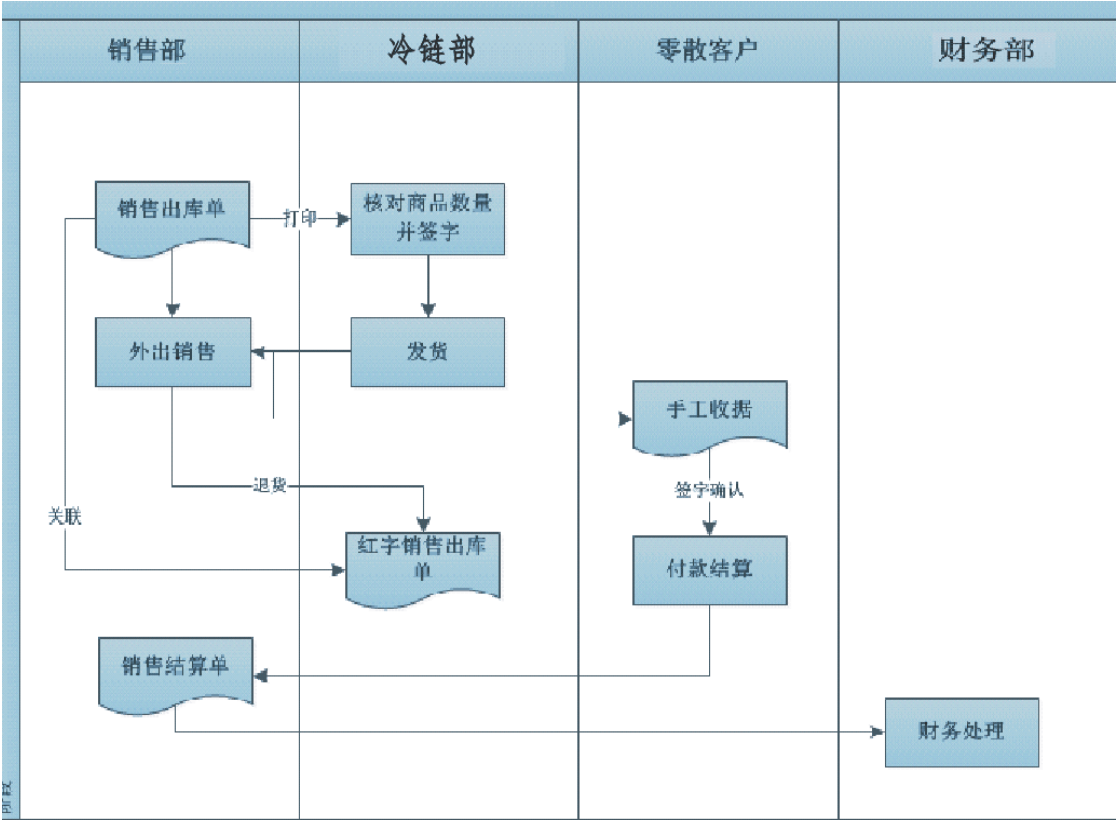 销售部
冷链部
零散客户
财务部
销售出库单
打印
核对商品数量
并签字
外出销售
发货
手工收据
退货
签字确认
关联
红字销售出库
单
付款结算
销售结算单
财务处理
阶段